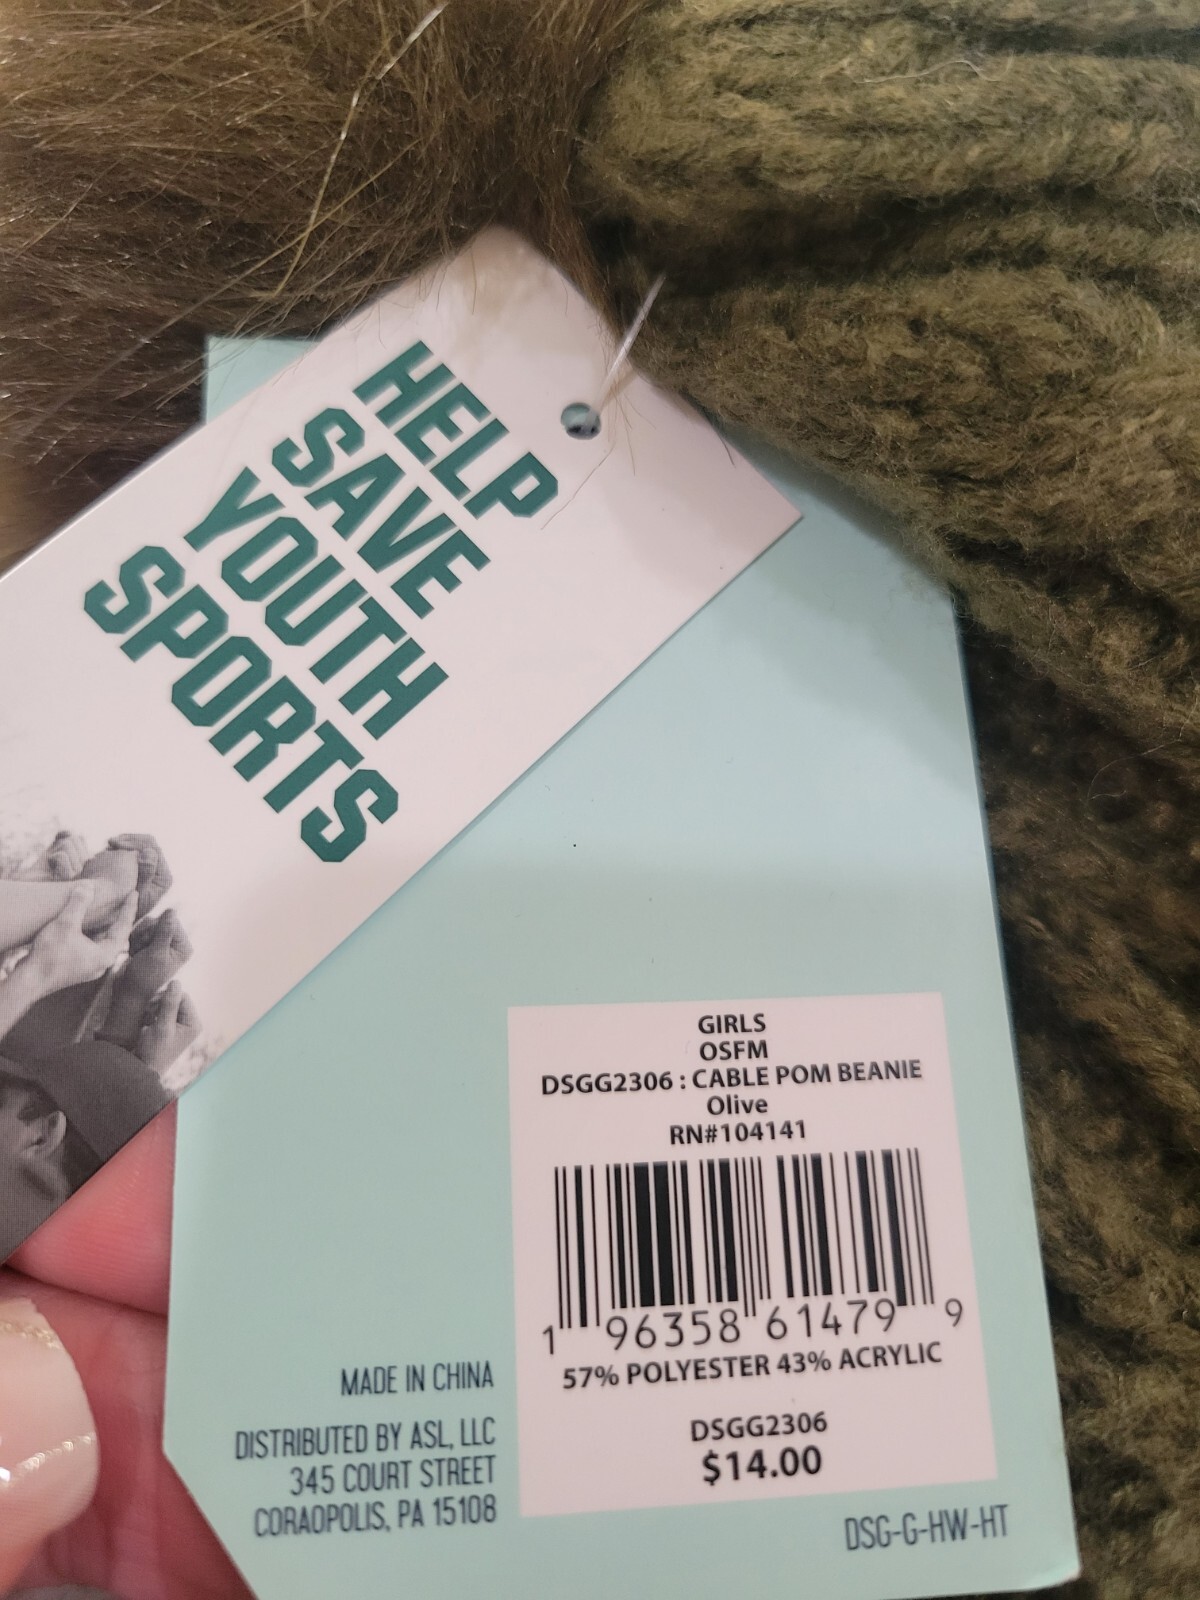 HELP
SAVE
YOUTH
SPORTS
GIRLS
OSFM
DSGG2306 : CABLE POM BEANIE
Olive
RN#104141
1 96358 61479 9
57% POLYESTER 43% ACRYLIC
DSGG2306
$14.00
MADE IN CHINA
DISTRIBUTED BY ASL, LLC
345 COURT STREET
CORAOPOLIS, PA 15108
DSG-G-HW-HT